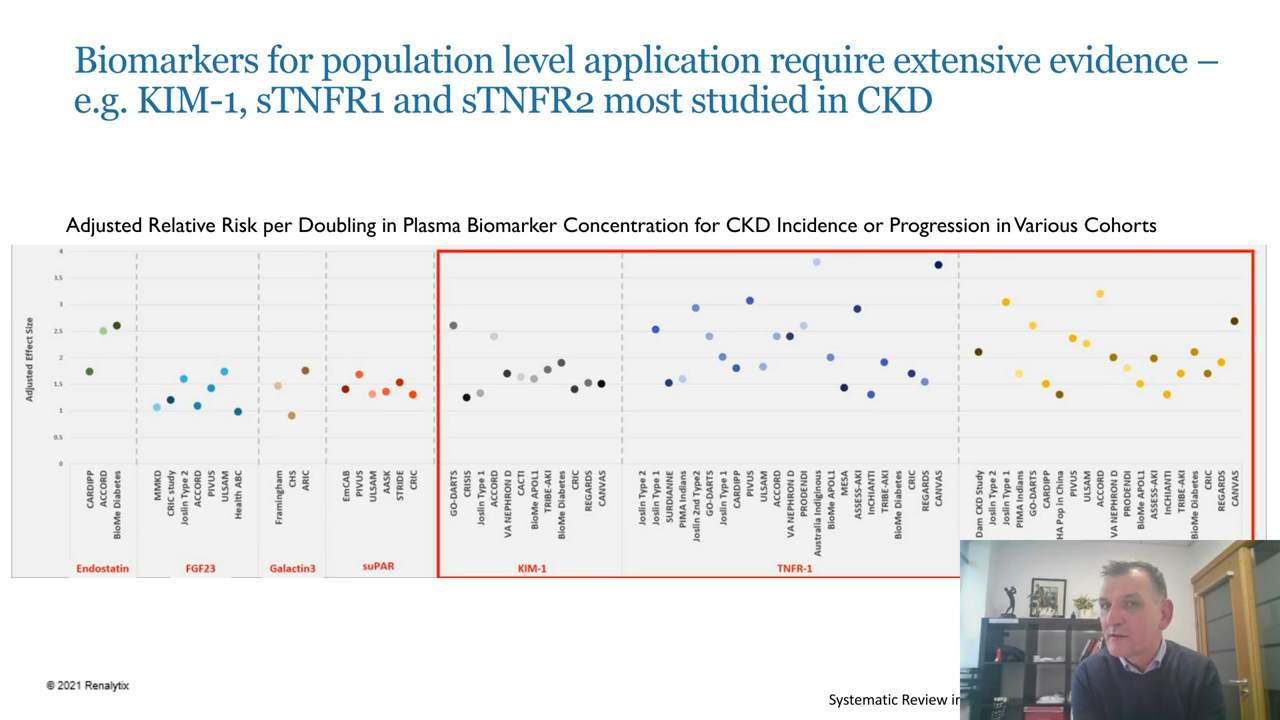 Biomarkers for population level application require extensive evidence –
e.g. KIM-1, sTNFR1 and sTNFR2 most studied in CKD
Adjusted Relative Risk per Doubling in Plasma Biomarker Concentration for CKD Incidence or Progression in Various Cohorts
Adjusted Effect Size
4
3.5
3
2.5
2
1.5
1
0.5
0
CARDIPP
ACCORD
BioMe Diabetes
MMKD
CRIC study
Joslin Type 2
ACCORD
PIVUS
ULSAM
Health ABC
Framingham
CHS
ARIC
EmCAB
PIVUS
ULSAM
AASK
STRIDE
CRIC
GO-DARTS
CRISIS
Joslin Type 1
ACCORD
VA NEPHRON D
CACTI
BioMe APOL1
TRIBE-AKI
BioMe Diabetes
CRIC
REGARDS
CANVAS
Joslin Type 2
Joslin Type 1
SURDIANNE
PIMA Indians
Joslin 2nd Type2
GO-DARTS
Joslin Type 1
CARDIPP
PIVUS
ULSAM
ACCORD
VA NEPHRON D
PRODENDI
Australia Indiginous
BioMe APOL1
MESA
ASSESS-AKI
InCHIANTI
TRIBE-AKI
BioMe Diabetes
CRIC
REGARDS
CANVAS
Dam CKD Study
Joslin Type 2
Joslin Type 1
PIMA Indians
GO-DARTS
CARDIPP
HA Pop in China
PIVUS
ULSAM
ACCORD
VA NEPHRON D
PRODENDI
BioMe APOL1
ASSESS-AKI
InCHIANTI
TRIBE-AKI
BioMe Diabetes
CRIC
REGARDS
CANVAS
Endostatin
FGF23
Galactin3
suPAR
KIM-1
TNFR-1
© 2021 Renalytix
Systematic Review in